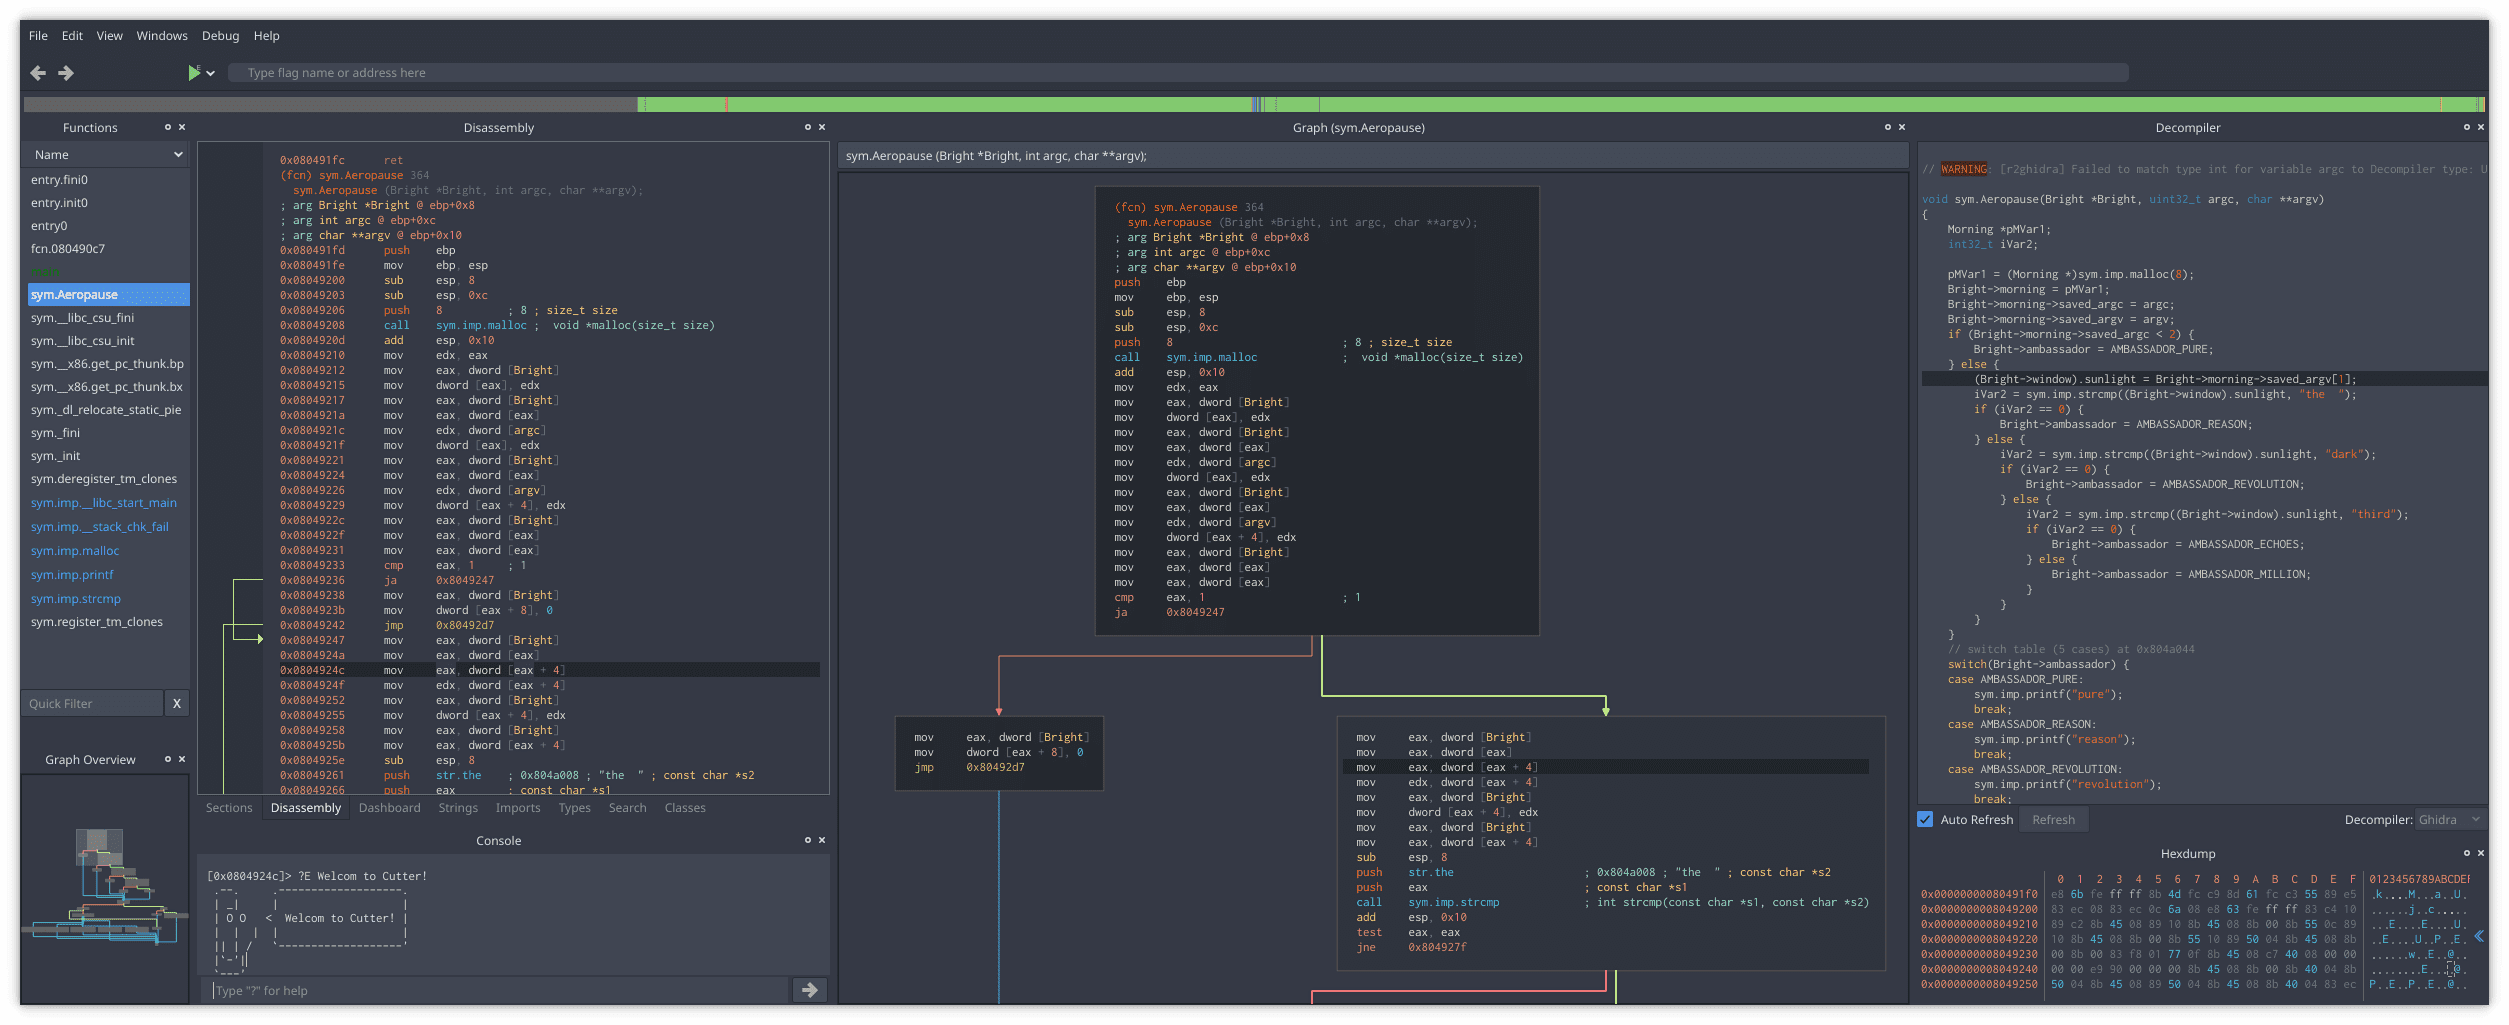 File Edit View Windows Debug Help
Type flag name or address here
Functions
Name
entry.fini0
entry.init0
entry0
fcn.080490c7
main
sym.Aeropause
sym.__libc_csu_fini
sym.__libc_csu_init
sym.__x86.get_pc_thunk.bp
sym.__x86.get_pc_thunk.bx
sym._dl_relocate_static_pie
sym._fini
sym._init
sym.deregister_tm_clones
sym.imp.__libc_start_main
sym.imp.__stack_chk_fail
sym.imp.malloc
sym.imp.printf
sym.imp.strcmp
sym.register_tm_clones
Quick Filter X
Graph Overview
Disassembly
0x080491fc ret
(fcn) sym.Aeropause 364
sym.Aeropause (Bright *Bright, int argc, char **argv);
; arg Bright *Bright @ ebp+0x8
; arg int argc @ ebp+0xc
; arg char **argv @ ebp+0x10
0x080491fd push ebp
0x080491fe mov ebp, esp
0x08049200 sub esp, 8
0x08049203 sub esp, 0xc
0x08049206 push 8 ; 8 ; size_t size
0x08049208 call sym.imp.malloc ; void *malloc(size_t size)
0x0804920d add esp, 0x10
0x08049210 mov edx, eax
0x08049212 mov eax, dword [Bright]
0x08049215 mov dword [eax], edx
0x08049217 mov eax, dword [Bright]
0x0804921a mov eax, dword [eax]
0x0804921c mov edx, dword [argc]
0x0804921f mov dword [eax], edx
0x08049221 mov eax, dword [Bright]
0x08049224 mov eax, dword [eax]
0x08049226 mov edx, dword [argv]
0x08049229 mov dword [eax + 4], edx
0x0804922c mov eax, dword [Bright]
0x0804922f mov eax, dword [eax]
0x08049231 mov eax, dword [eax]
0x08049233 cmp eax, 1 ; 1
0x08049236 ja 0x8049247
0x08049238 mov eax, dword [Bright]
0x0804923b mov dword [eax + 8], 0
0x08049242 jmp 0x80492d7
0x08049247 mov eax, dword [Bright]
0x0804924a mov eax, dword [eax]
0x0804924c mov eax, dword [eax + 4]
0x0804924f mov edx, dword [eax + 4]
0x08049252 mov eax, dword [Bright]
0x08049255 mov dword [eax + 4], edx
0x08049258 mov eax, dword [Bright]
0x0804925b mov eax, dword [eax + 4]
0x0804925e sub esp, 8
0x08049261 push str.the ; 0x804a008 ; "the  " ; const char *s2
0x08049266 push eax ; const char *s1
Sections Disassembly Dashboard Strings Imports Types Search Classes
Console
[0x0804924c]> ?E Welcom to Cutter!
 .--.     .-------------------.
 | _|     |                   |
 | O O   <  Welcom to Cutter! |
 |  |  |  |                   |
 || | /   `-------------------'
 |`-'|
 `---'
Type "?" for help
Graph (sym.Aeropause)
sym.Aeropause (Bright *Bright, int argc, char **argv);
(fcn) sym.Aeropause 364
sym.Aeropause (Bright *Bright, int argc, char **argv);
; arg Bright *Bright @ ebp+0x8
; arg int argc @ ebp+0xc
; arg char **argv @ ebp+0x10
push ebp
mov ebp, esp
sub esp, 8
sub esp, 0xc
push 8 ; 8 ; size_t size
call sym.imp.malloc ; void *malloc(size_t size)
add esp, 0x10
mov edx, eax
mov eax, dword [Bright]
mov dword [eax], edx
mov eax, dword [Bright]
mov eax, dword [eax]
mov edx, dword [argc]
mov dword [eax], edx
mov eax, dword [Bright]
mov eax, dword [eax]
mov edx, dword [argv]
mov dword [eax + 4], edx
mov eax, dword [Bright]
mov eax, dword [eax]
mov eax, dword [eax]
cmp eax, 1 ; 1
ja 0x8049247
mov eax, dword [Bright]
mov dword [eax + 8], 0
jmp 0x80492d7
mov eax, dword [Bright]
mov eax, dword [eax]
mov eax, dword [eax + 4]
mov edx, dword [eax + 4]
mov eax, dword [Bright]
mov dword [eax + 4], edx
mov eax, dword [Bright]
mov eax, dword [eax + 4]
sub esp, 8
push str.the ; 0x804a008 ; "the  " ; const char *s2
push eax ; const char *s1
call sym.imp.strcmp ; int strcmp(const char *s1, const char *s2)
add esp, 0x10
test eax, eax
jne 0x804927f
Decompiler
// WARNING: [r2ghidra] Failed to match type int for variable argc to Decompiler type: U
void sym.Aeropause(Bright *Bright, uint32_t argc, char **argv)
{
Morning *pMVar1;
int32_t iVar2;
pMVar1 = (Morning *)sym.imp.malloc(8);
Bright->morning = pMVar1;
Bright->morning->saved_argc = argc;
Bright->morning->saved_argv = argv;
if (Bright->morning->saved_argc < 2) {
Bright->ambassador = AMBASSADOR_PURE;
} else {
(Bright->window).sunlight = Bright->morning->saved_argv[1];
iVar2 = sym.imp.strcmp((Bright->window).sunlight, "the  ");
if (iVar2 == 0) {
Bright->ambassador = AMBASSADOR_REASON;
} else {
iVar2 = sym.imp.strcmp((Bright->window).sunlight, "dark");
if (iVar2 == 0) {
Bright->ambassador = AMBASSADOR_REVOLUTION;
} else {
iVar2 = sym.imp.strcmp((Bright->window).sunlight, "third");
if (iVar2 == 0) {
Bright->ambassador = AMBASSADOR_ECHOES;
} else {
Bright->ambassador = AMBASSADOR_MILLION;
}
}
}
}
// switch table (5 cases) at 0x804a044
switch(Bright->ambassador) {
case AMBASSADOR_PURE:
sym.imp.printf("pure");
break;
case AMBASSADOR_REASON:
sym.imp.printf("reason");
break;
case AMBASSADOR_REVOLUTION:
sym.imp.printf("revolution");
break;
Auto Refresh Refresh Decompiler: Ghidra
Hexdump
0 1 2 3 4 5 6 7 8 9 A B C D E F 0123456789ABCDEF
0x00000000080491f0 e8 6b fe ff ff 8b 4d fc c9 8d 61 fc c3 55 89 e5 .k....M...a..U..
0x0000000008049200 83 ec 08 83 ec 0c 6a 08 e8 63 fe ff ff 83 c4 10 ......j..c......
0x0000000008049210 89 c2 8b 45 08 89 10 8b 45 08 8b 00 8b 55 0c 89 ...E....E....U..
0x0000000008049220 10 8b 45 08 8b 00 8b 55 10 89 50 04 8b 45 08 8b ..E....U..P..E..
0x0000000008049230 00 8b 00 83 f8 01 77 0f 8b 45 08 c7 40 08 00 00 ......w..E..@...
0x0000000008049240 00 00 e9 90 00 00 00 8b 45 08 8b 00 8b 40 04 8b ........E....@..
0x0000000008049250 50 04 8b 45 08 89 50 04 8b 45 08 8b 40 04 83 ec P..E..P..E..@...